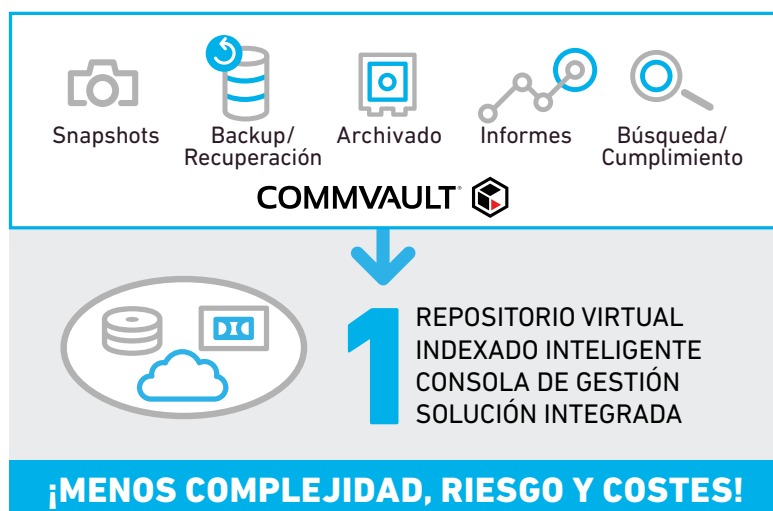 Snapshots
Backup/
Recuperación
Archivado
Informes
Búsqueda/
Cumplimiento
COMMVAULT
1
REPOSITORIO VIRTUAL
INDEXADO INTELIGENTE
CONSOLA DE GESTIÓN
SOLUCIÓN INTEGRADA
¡MENOS COMPLEJIDAD, RIESGO Y COSTES!